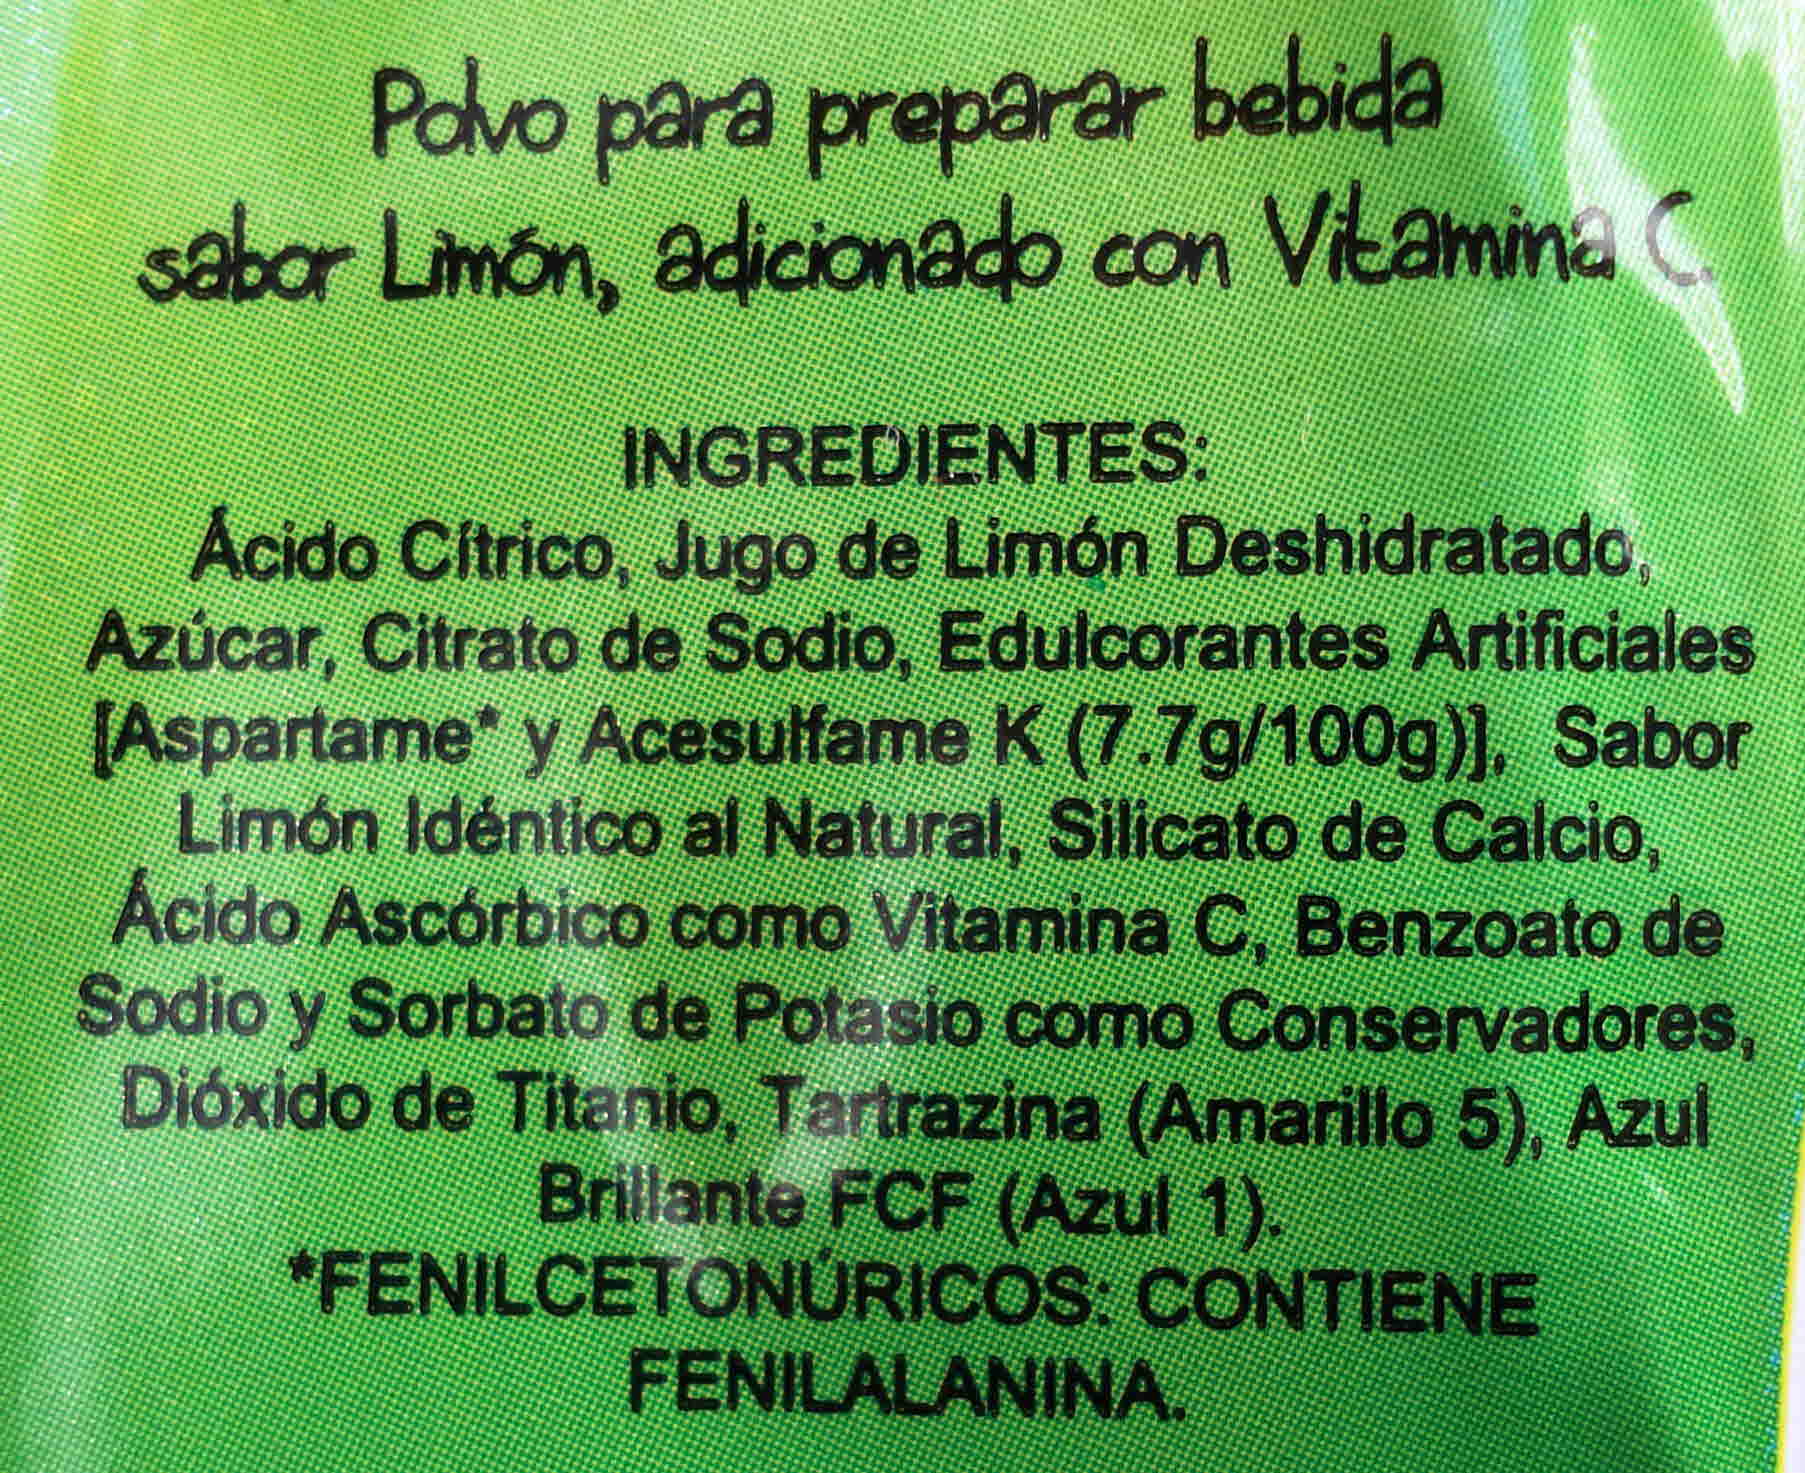 Polvo para preparar bebida
sabor Limón, adicionado con Vitamina C.
INGREDIENTES:
Ácido Cítrico, Jugo de Limón Deshidratado,
Azúcar, Citrato de Sodio, Edulcorantes Artificiales
[Aspartame* y Acesulfame K (7.7g/100g)], Sabor
Limón Idéntico al Natural, Silicato de Calcio,
Ácido Ascórbico como Vitamina C, Benzoato de
Sodio y Sorbato de Potasio como Conservadores,
Dióxido de Titanio, Tartrazina (Amarillo 5), Azul
Brillante FCF (Azul 1).
*FENILCETONÚRICOS: CONTIENE
FENILALANINA.